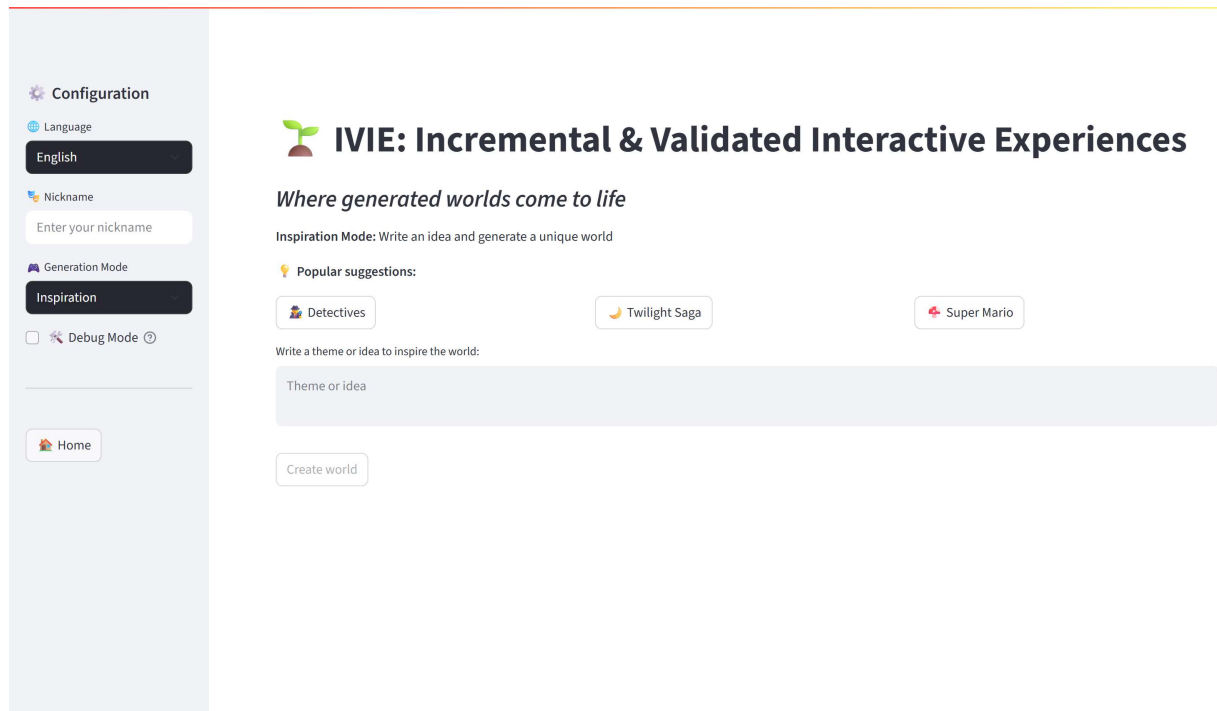 Configuration
Language
English
Nickname
Enter your nickname
Generation Mode
Inspiration
Debug Mode
Home
IVIE: Incremental & Validated Interactive Experiences
Where generated worlds come to life
Inspiration Mode: Write an idea and generate a unique world
Popular suggestions:
Detectives
Twilight Saga
Super Mario
Write a theme or idea to inspire the world:
Theme or idea
Create world